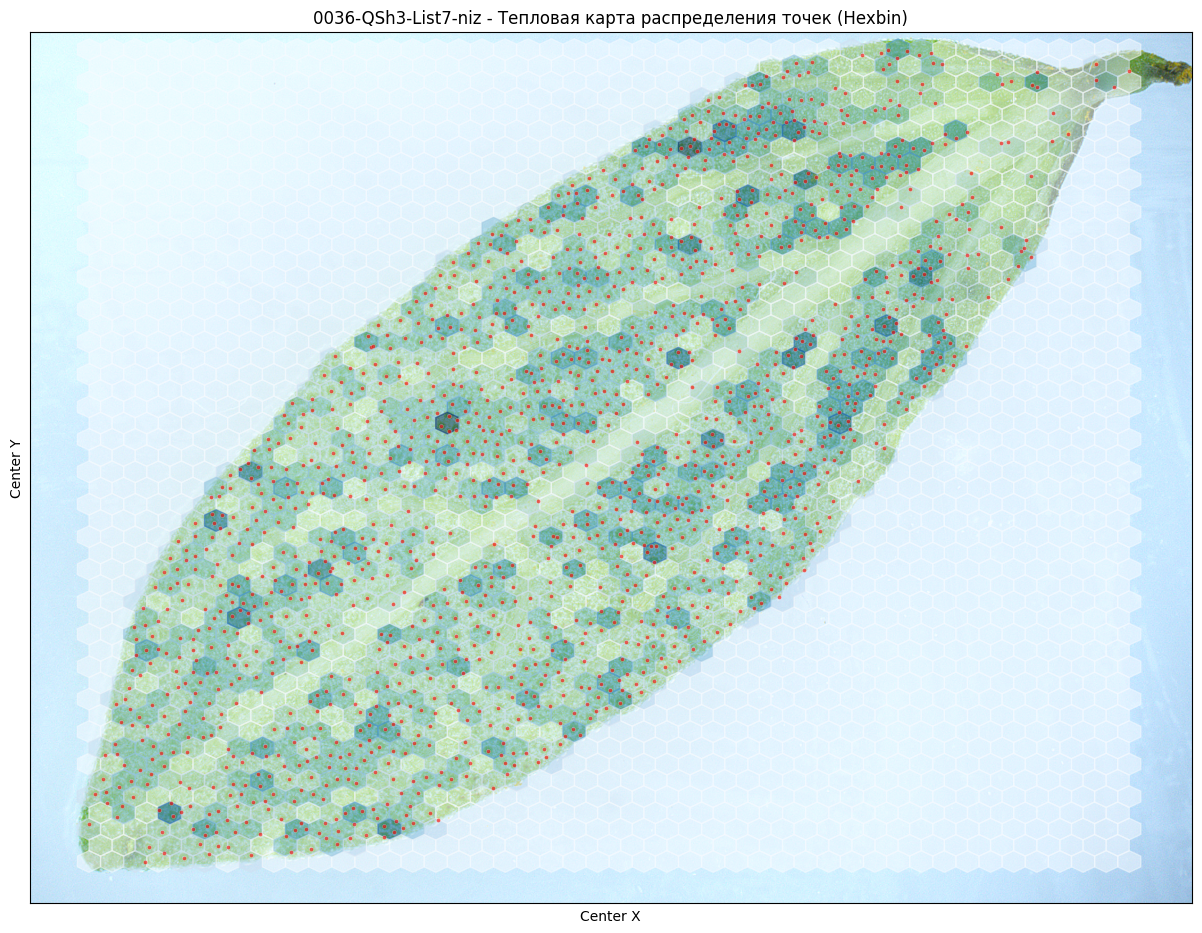 0036-QSh3-List7-niz - Тепловая карта распределения точек (Hexbin)
Center Y
Center X